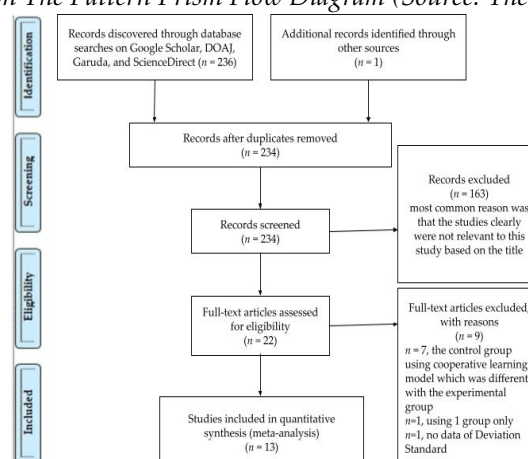 on The Pattern Prism Flow Diagram (Source: The
Identification
Records discovered through database
searches on Google Scholar, DOAJ,
Garuda, and ScienceDirect (n = 236)
Additional records identified through
other sources
(n = 1)
Records after duplicates removed
(n = 234)
Screening
Records screened
(n = 234)
Records excluded
(n = 163)
most common reason was
that the studies clearly
were not relevant to this
study based on the title
Eligibility
Full-text articles assessed
for eligibility
(n = 22)
Full-text articles excluded,
with reasons
(n = 9)
n = 7, the control group
using cooperative learning
model which was different
with the experimental
group
n=1, using 1 group only
n=1, no data of Deviation
Standard
Included
Studies included in quantitative
synthesis (meta-analysis)
(n = 13)